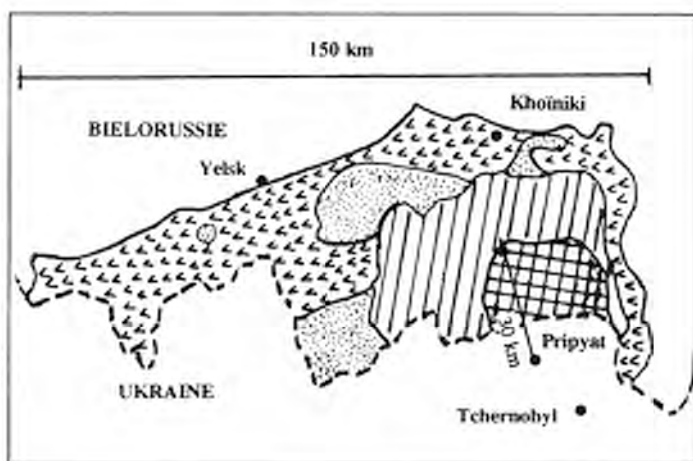 150 km
BIELORUSSIE
Khoïniki
Yelsk
30 km
Pripyat
UKRAINE
Tchernobyl